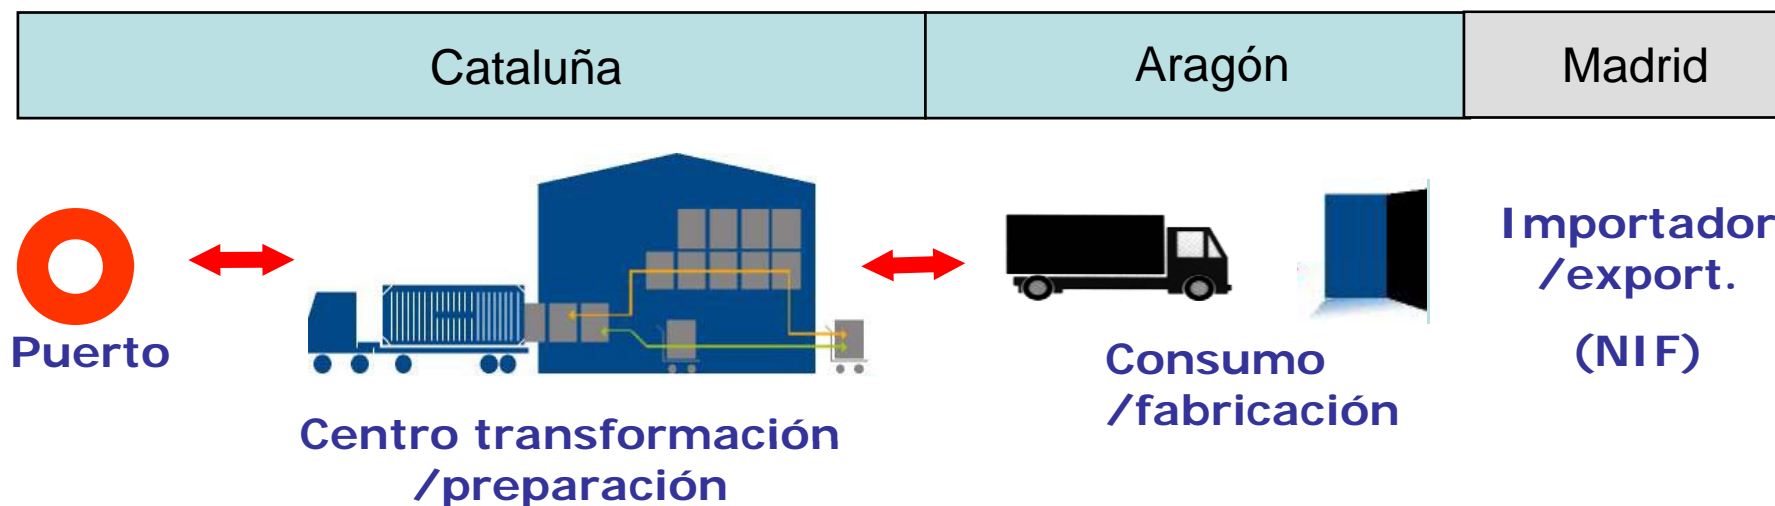 Cataluña
Aragón
Madrid
Puerto
Centro transformación
/preparación
Consumo
/fabricación
Importador
/export.
(NIF)